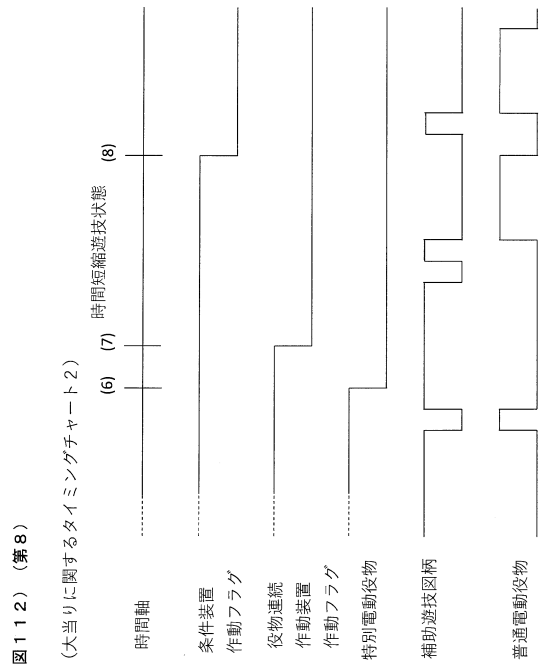 図112)（第8）
（大当りに関するタイミングチャート2）
(6)
(7)
時間短縮遊技状態
(8)
時間軸
条件装置
作動フラグ
役物連続
作動装置
作動フラグ
特別電動役物
補助遊技図柄
普通電動役物